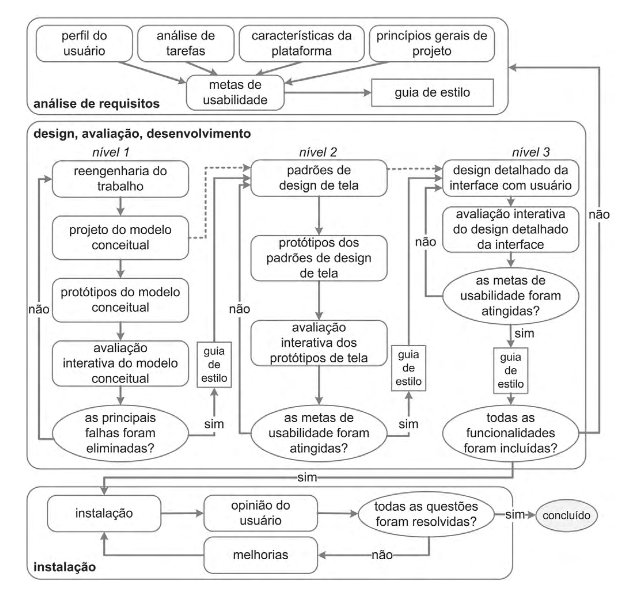 perfil do
usuário
análise de
tarefas
características da
plataforma
princípios gerais de
projeto
metas de
usabilidade
guia de estilo
análise de requisitos
design, avaliação, desenvolvimento
nível 1
nível 2
nível 3
reengenharia do
trabalho
projeto do modelo
conceitual
protótipos do modelo
conceitual
avaliação
interativa do modelo
conceitual
as principais
falhas foram
eliminadas?
não
sim
guia
de
estilo
padrões de
design de tela
protótipos dos
padrões de design
de tela
avaliação
interativa dos
protótipos de tela
as metas de
usabilidade foram
atingidas?
não
sim
guia
de
estilo
design detalhado da
interface com usuário
avaliação interativa
do design detalhado
da interface
as metas de
usabilidade foram
atingidas?
não
sim
guia
de
estilo
todas as
funcionalidades
foram incluídas?
não
sim
instalação
opinião do
usuário
todas as questões
foram resolvidas?
sim
concluído
melhorias
não
instalação